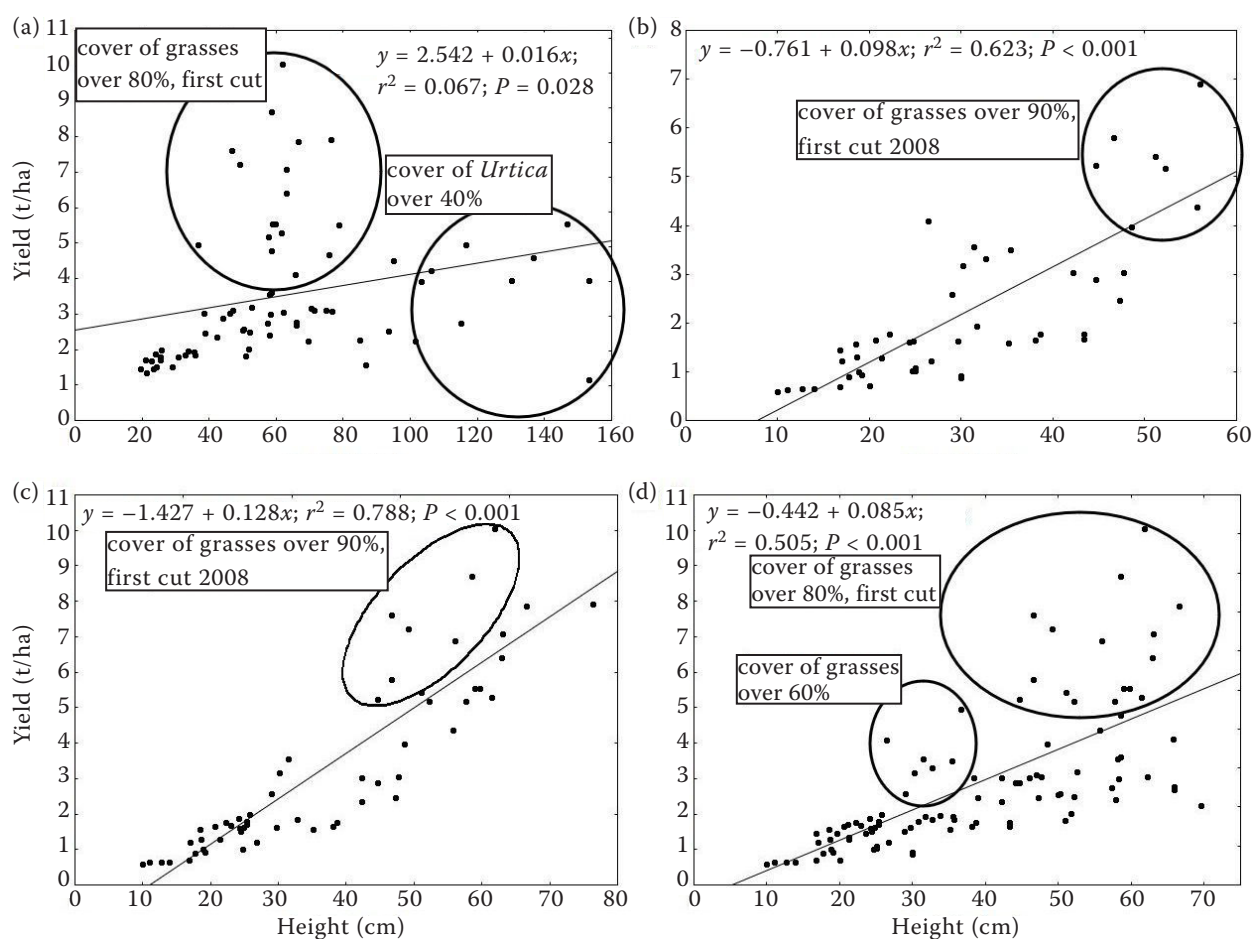 (a)
11
10
9
8
7
6
5
4
3
2
1
0
Yield (t/ha)
cover of grasses
over 80%, first cut
y = 2.542 + 0.016x;
r² = 0.067; P = 0.028
cover of Urtica
over 40%
0 20 40 60 80 100 120 140 160
(b)
8
7
6
5
4
3
2
1
0
y = −0.761 + 0.098x; r² = 0.623; P < 0.001
cover of grasses over 90%,
first cut 2008
0 10 20 30 40 50 60
(c)
11
10
9
8
7
6
5
4
3
2
1
0
Yield (t/ha)
y = −1.427 + 0.128x; r² = 0.788; P < 0.001
cover of grasses over 90%,
first cut 2008
0 10 20 30 40 50 60 70 80
Height (cm)
(d)
11
10
9
8
7
6
5
4
3
2
1
0
y = −0.442 + 0.085x;
r² = 0.505; P < 0.001
cover of grasses
over 80%, first cut
cover of grasses
over 60%
0 10 20 30 40 50 60 70
Height (cm)